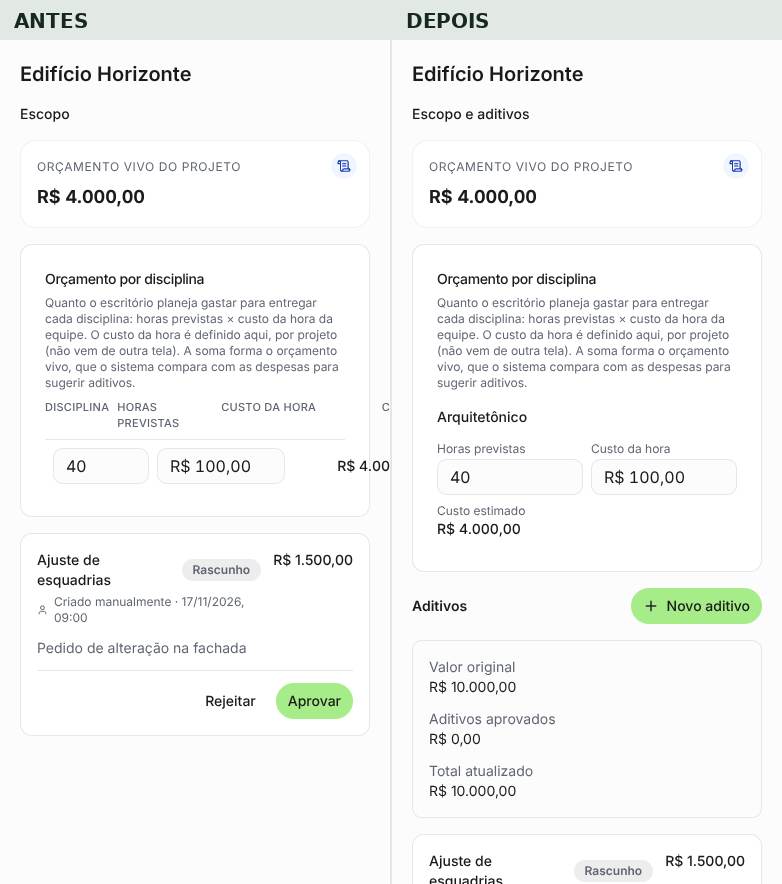 ANTES
Edifício Horizonte
Escopo
ORÇAMENTO VIVO DO PROJETO
R$ 4.000,00
Orçamento por disciplina
Quanto o escritório planeja gastar para entregar
cada disciplina: horas previstas × custo da hora da
equipe. O custo da hora é definido aqui, por projeto
(não vem de outra tela). A soma forma o orçamento
vivo, que o sistema compara com as despesas para
sugerir aditivos.
DISCIPLINA HORAS PREVISTAS CUSTO DA HORA C
40 R$ 100,00 R$ 4.00
Ajuste de
esquadrias
Rascunho
R$ 1.500,00
Criado manualmente · 17/11/2026,
09:00
Pedido de alteração na fachada
Rejeitar Aprovar
DEPOIS
Edifício Horizonte
Escopo e aditivos
ORÇAMENTO VIVO DO PROJETO
R$ 4.000,00
Orçamento por disciplina
Quanto o escritório planeja gastar para entregar
cada disciplina: horas previstas × custo da hora da
equipe. O custo da hora é definido aqui, por projeto
(não vem de outra tela). A soma forma o orçamento
vivo, que o sistema compara com as despesas para
sugerir aditivos.
Arquitetônico
Horas previstas Custo da hora
40 R$ 100,00
Custo estimado
R$ 4.000,00
Aditivos + Novo aditivo
Valor original
R$ 10.000,00
Aditivos aprovados
R$ 0,00
Total atualizado
R$ 10.000,00
Ajuste de
esquadrias
Rascunho
R$ 1.500,00